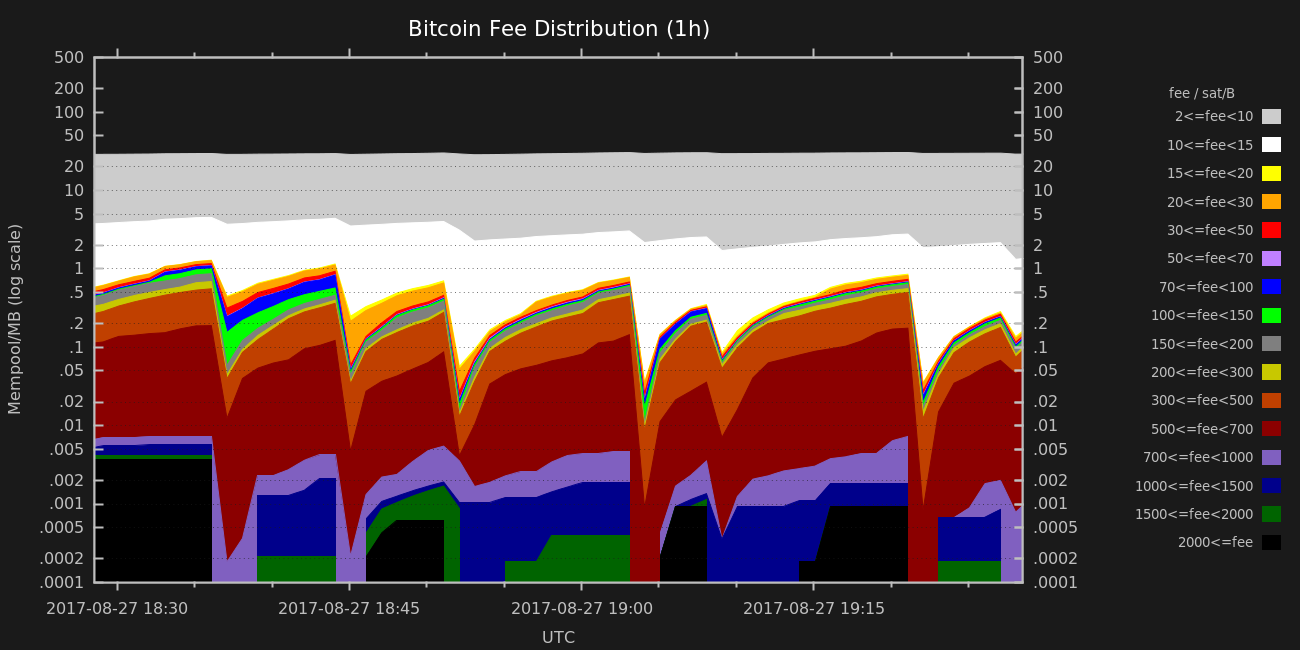 Bitcoin Fee Distribution (1h)
500
200
100
50
20
10
5
2
1
.5
.2
.1
.05
.02
.01
.005
.002
.001
.0005
.0002
.0001
Mempool/MB (log scale)
500
200
100
50
20
10
5
2
1
.5
.2
.1
.05
.02
.01
.005
.002
.001
.0005
.0002
.0001
2017-08-27 18:30
2017-08-27 18:45
2017-08-27 19:00
2017-08-27 19:15
UTC
fee / sat/B
2<=fee<10
10<=fee<15
15<=fee<20
20<=fee<30
30<=fee<50
50<=fee<70
70<=fee<100
100<=fee<150
150<=fee<200
200<=fee<300
300<=fee<500
500<=fee<700
700<=fee<1000
1000<=fee<1500
1500<=fee<2000
2000<=fee